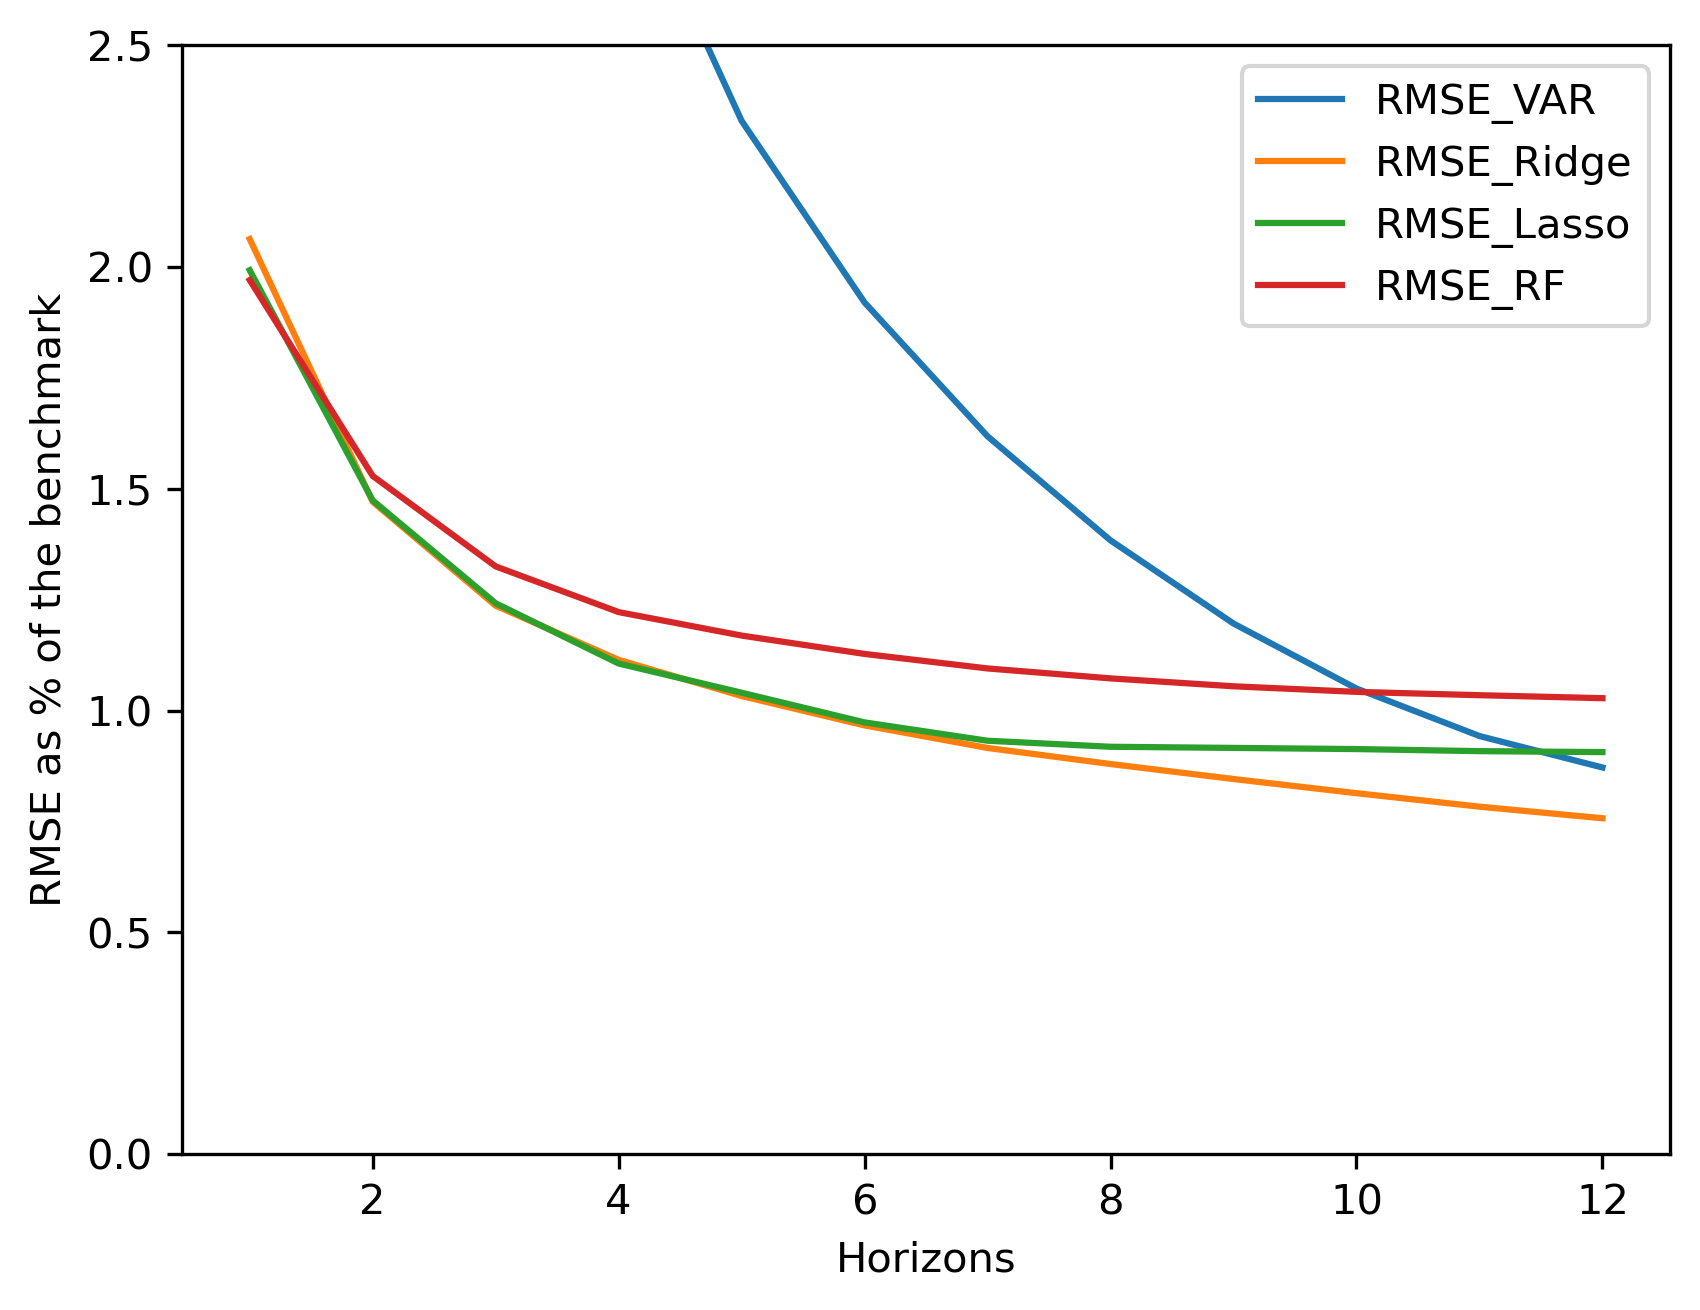 2.5
2.0
1.5
1.0
0.5
0.0
RMSE as % of the benchmark
RMSE_VAR
RMSE_Ridge
RMSE_Lasso
RMSE_RF
2 4 6 8 10 12
Horizons